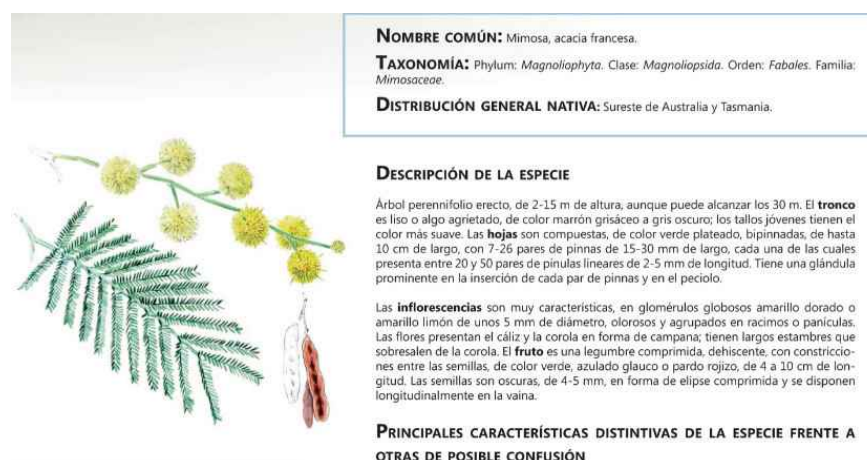 NOMBRE COMÚN: Mimosa, acacia francesa.
TAXONOMÍA: Phylum: Magnoliophyta. Clase: Magnoliopsida. Orden: Fabales. Familia:
Mimosaceae.
DISTRIBUCIÓN GENERAL NATIVA: Sureste de Australia y Tasmania.
DESCRIPCIÓN DE LA ESPECIE
Árbol perennifolio erecto, de 2-15 m de altura, aunque puede alcanzar los 30 m. El tronco
es liso o algo agrietado, de color marrón grisáceo a gris oscuro; los tallos jóvenes tienen el
color más suave. Las hojas son compuestas, de color verde plateado, bipinnadas, de hasta
10 cm de largo, con 7-26 pares de pinnas de 15-30 mm de largo, cada una de las cuales
presenta entre 20 y 50 pares de pínulas lineares de 2-5 mm de longitud. Tiene una glándula
prominente en la inserción de cada par de pinnas y en el peciolo.
Las inflorescencias son muy características, en glomérulos globosos amarillo dorado o
amarillo limón de unos 5 mm de diámetro, olorosos y agrupados en racimos o panículas.
Las flores presentan el cáliz y la corola en forma de campana; tienen largos estambres que
sobresalen de la corola. El fruto es una legumbre comprimida, dehiscente, con constriccio-
nes entre las semillas, de color verde, azulado glauco o pardo rojizo, de 4 a 10 cm de lon-
gitud. Las semillas son oscuras, de 4-5 mm, en forma de elipse comprimida y se disponen
longitudinalmente en la vaina.
PRINCIPALES CARACTERÍSTICAS DISTINTIVAS DE LA ESPECIE FRENTE A
OTRAS DE POSIBLE CONFUSIÓN